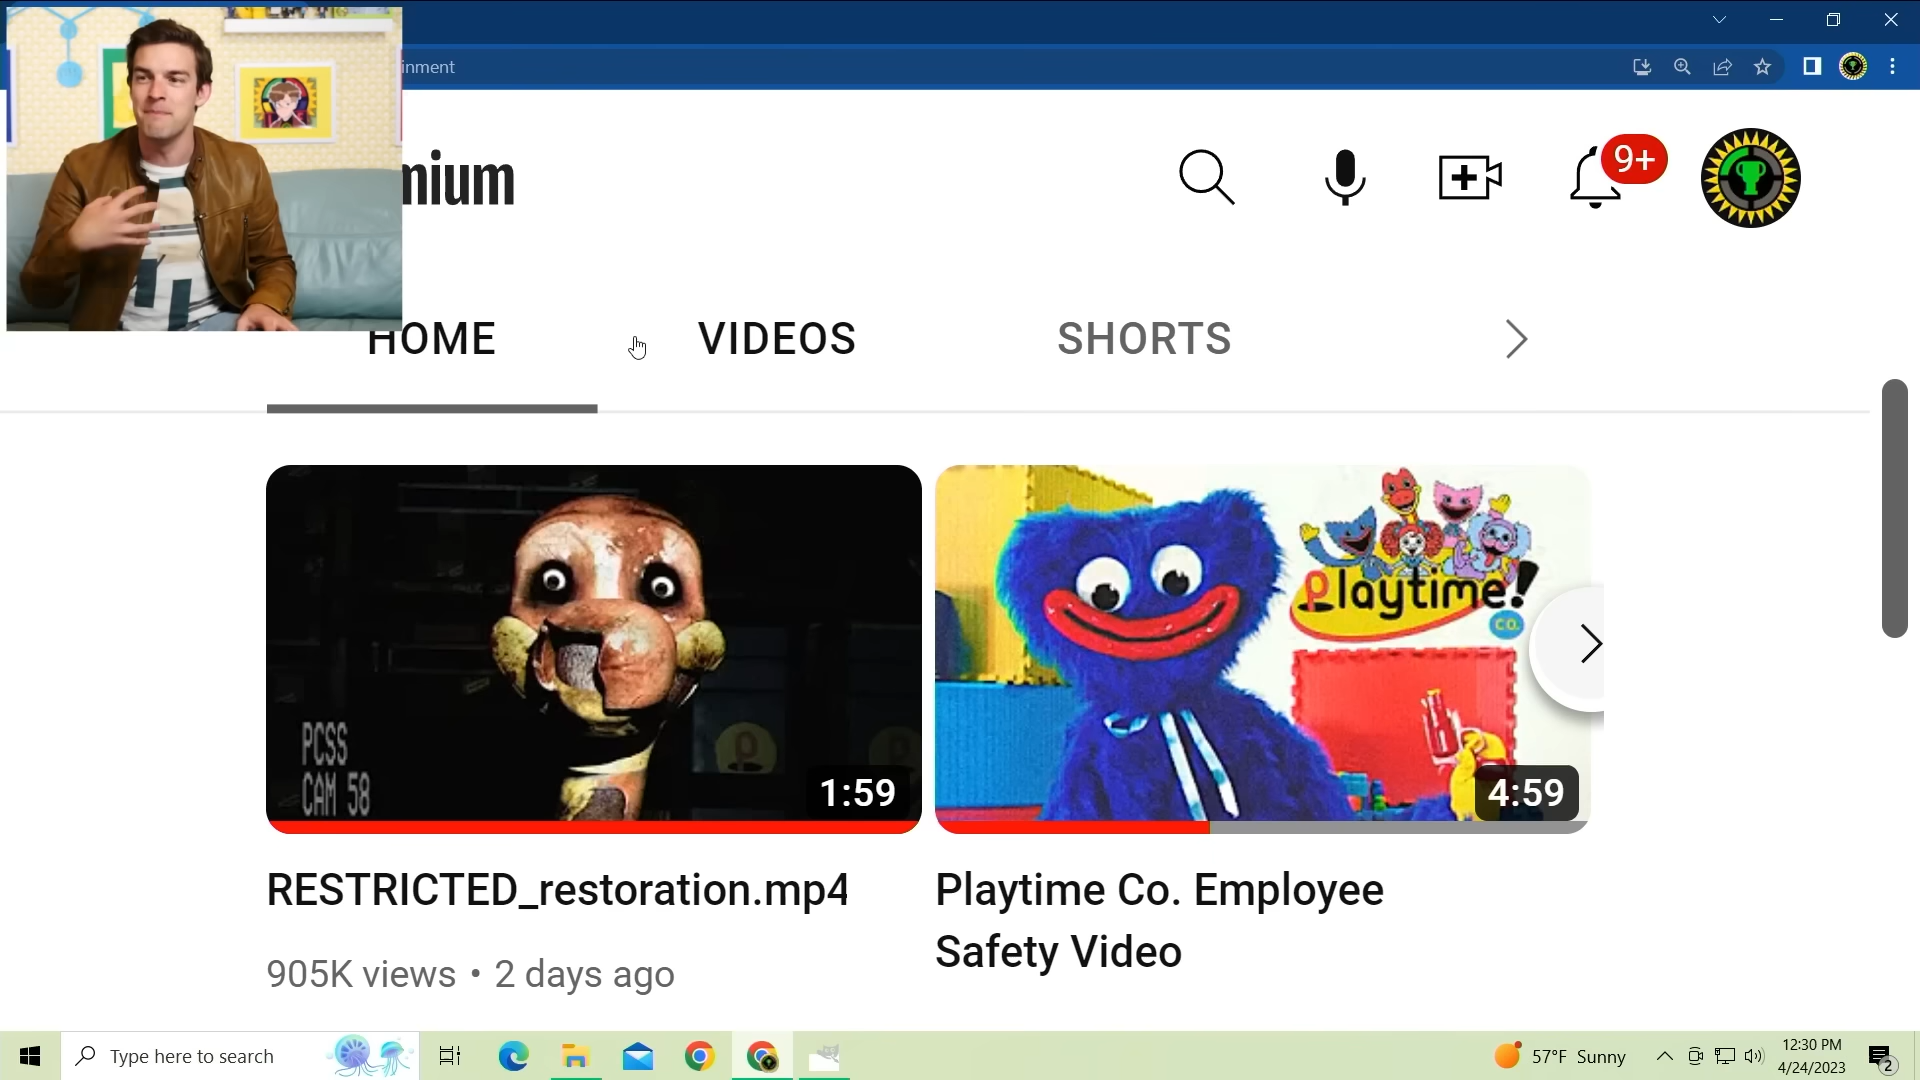 inment
mium
9+
HOME
VIDEOS
SHORTS
PCSS
CAM 58
1:59
Playtime!
CO.
4:59
RESTRICTED_restoration.mp4
Playtime Co. Employee
Safety Video
905K views • 2 days ago
Type here to search
57°F Sunny
12:30 PM
4/24/2023
2